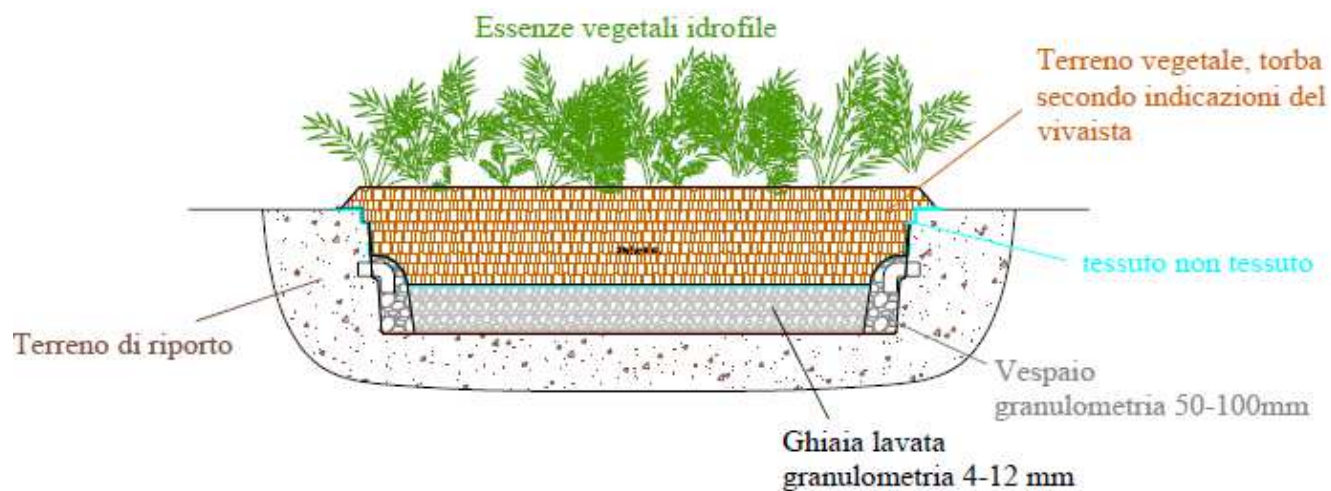 Essenze vegetali idrofile
Terreno vegetale, torba
secondo indicazioni del
vivaista
tessuto non tessuto
Terreno di riporto
Vespaio
granulometria 50-100mm
Ghiaia lavata
granulometria 4-12 mm